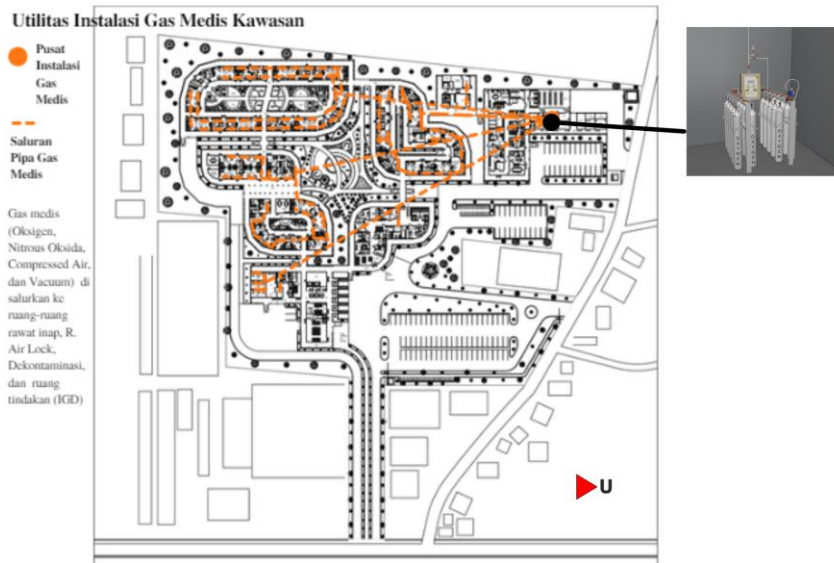 Utilitas Instalasi Gas Medis Kawasan
Pusat
Instalasi
Gas
Medis
Saluran
Pipa Gas
Medis
Gas medis
(Oksigen,
Nitrous Oksida,
Compressed Air,
dan Vacuum) di
salurkan ke
ruang-ruang
rawat inap, R.
Air Lock,
Dekontaminasi,
dan ruang
tindakan (IGD)
U